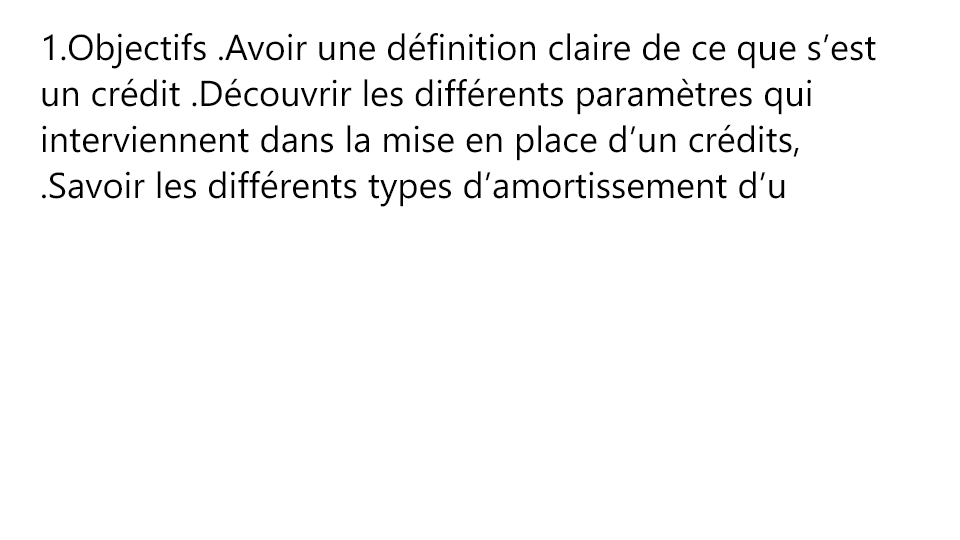 1.Objectifs .Avoir une définition claire de ce que s’est
un crédit .Découvrir les différents paramètres qui
interviennent dans la mise en place d’un crédits,
.Savoir les différents types d’amortissement d’u